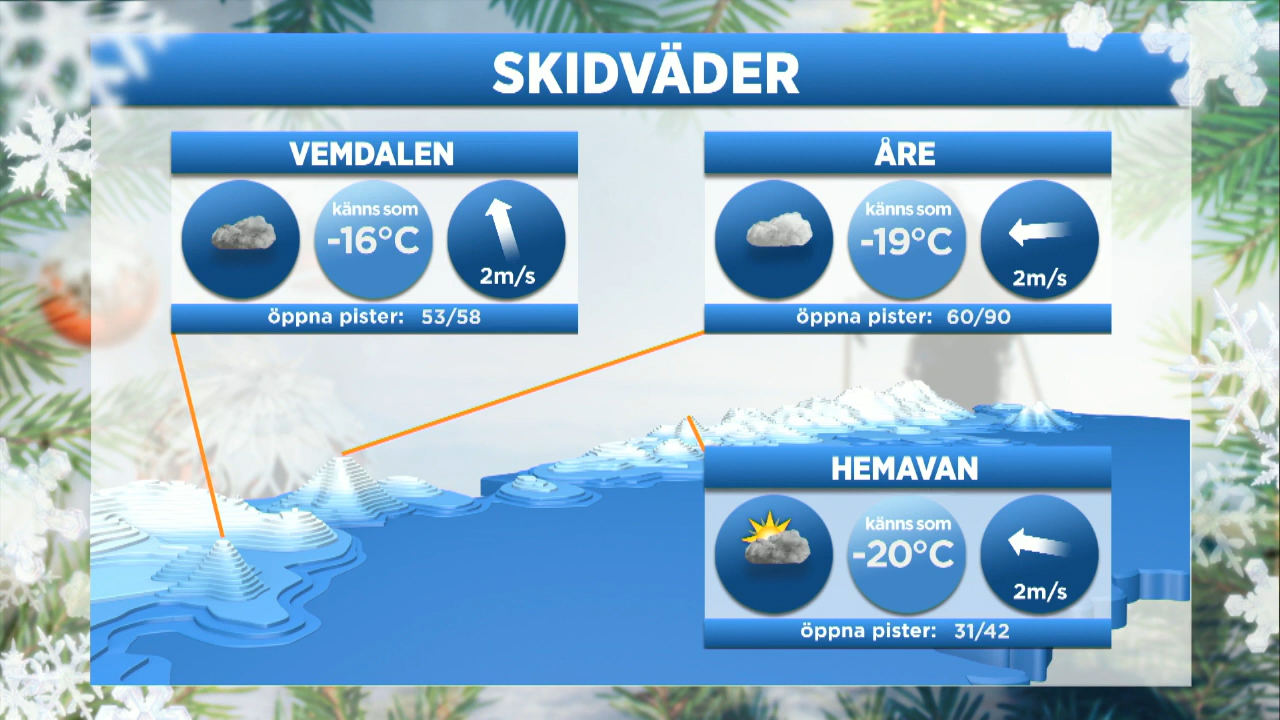 SKIDVÄDER
VEMDALEN
känns som
-16°C
2m/s
öppna pister: 53/58
ÅRE
känns som
-19°C
2m/s
öppna pister: 60/90
HEMAVAN
känns som
-20°C
2m/s
öppna pister: 31/42